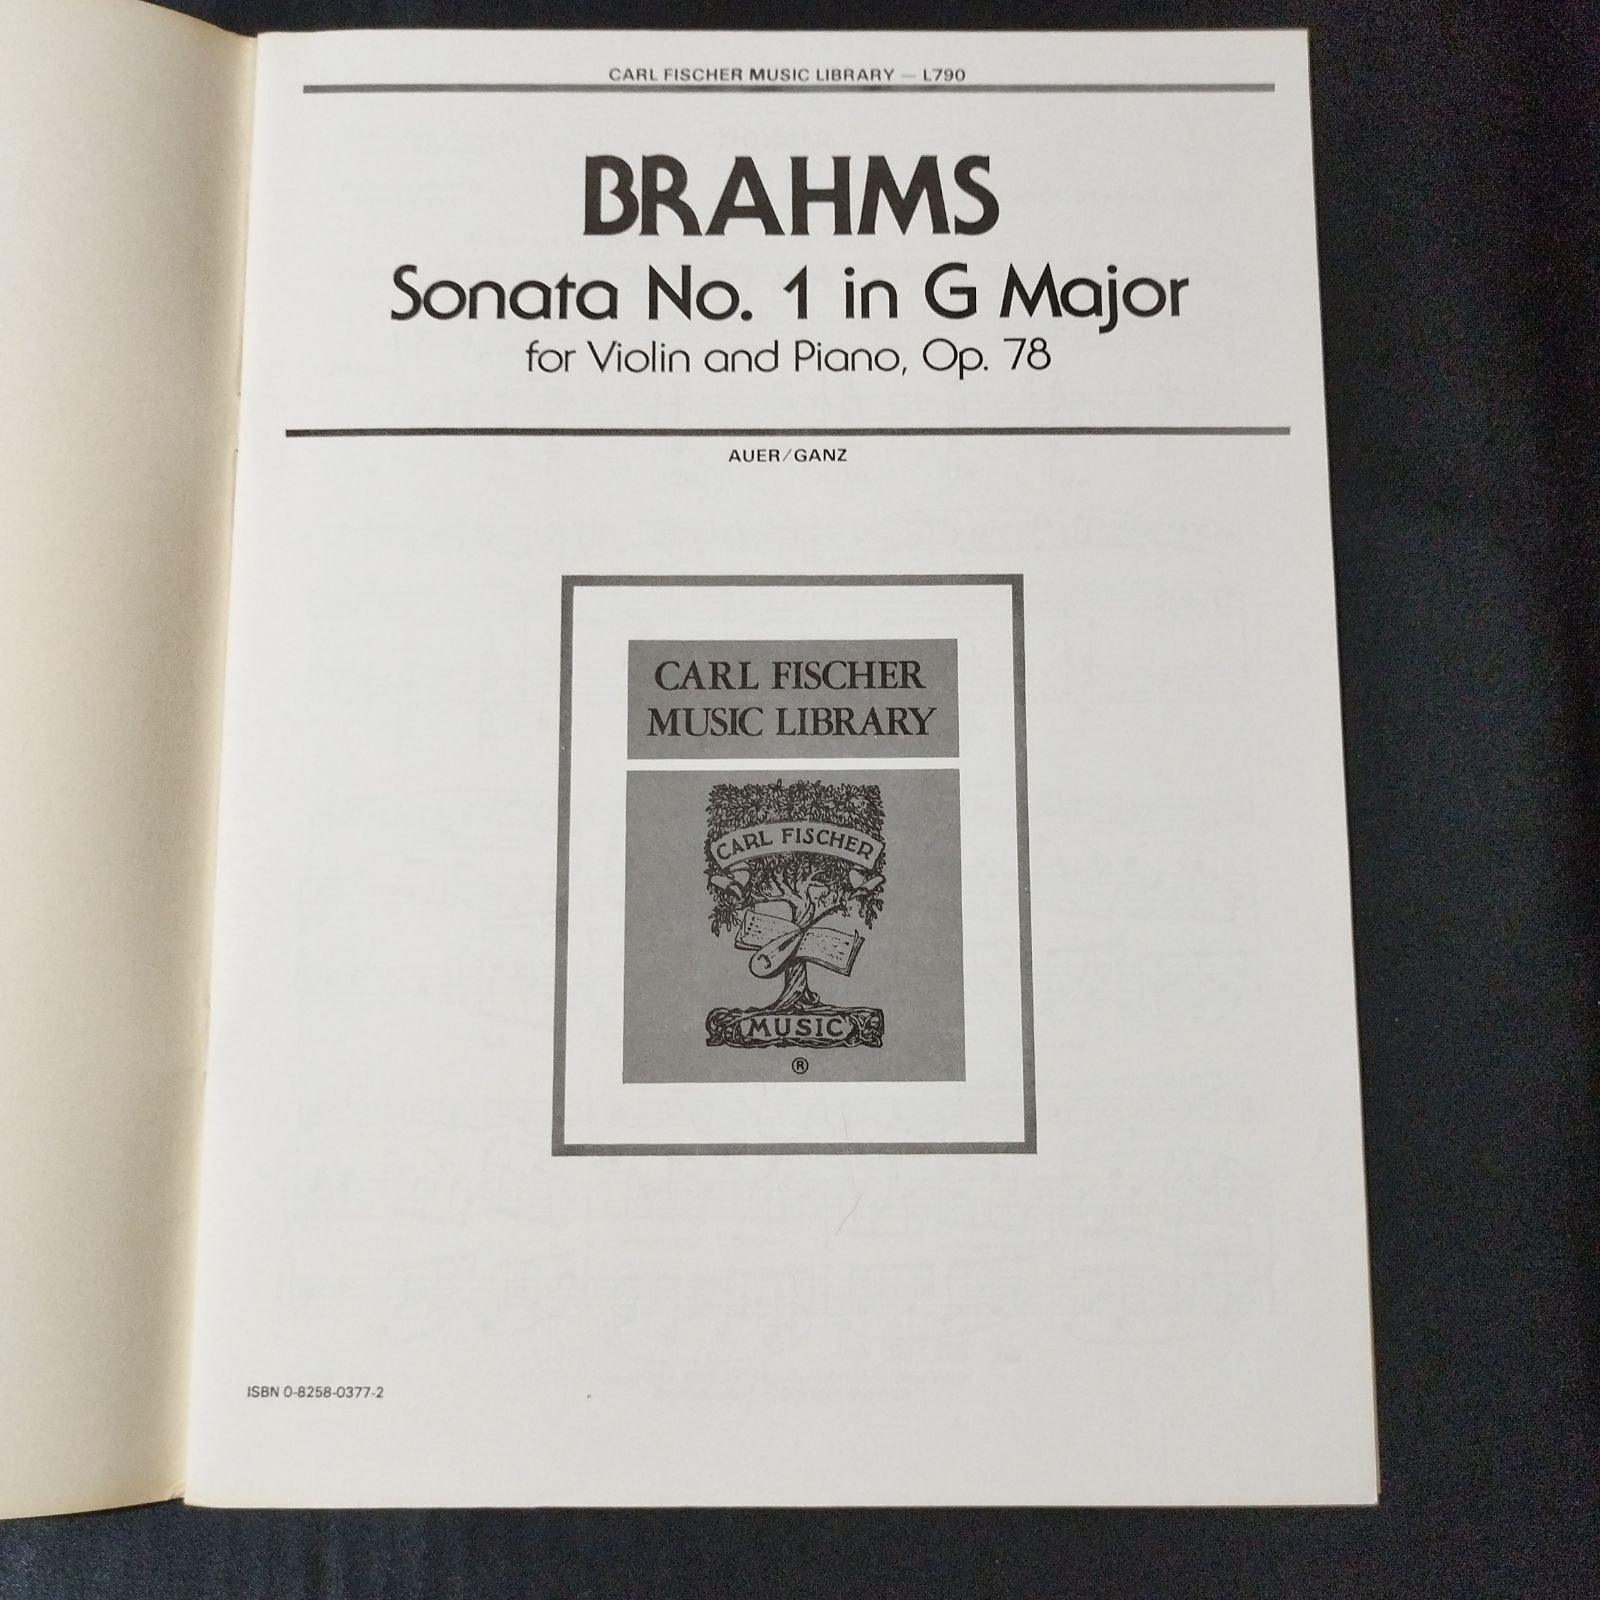 CARL FISCHER MUSIC LIBRARY — L790
BRAHMS
Sonata No. 1 in G Major
for Violin and Piano, Op. 78
AUER/GANZ
CARL FISCHER
MUSIC LIBRARY
CARL FISCHER
MUSIC
®
ISBN 0-8258-0377-2